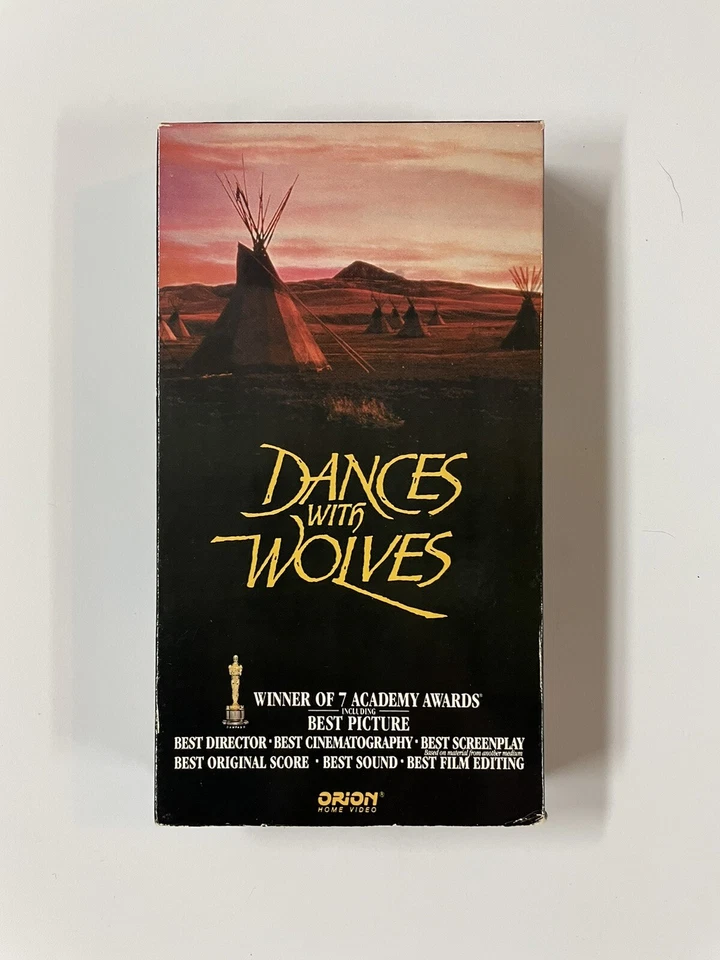 DANCES
WITH
WOLVES
WINNER OF 7 ACADEMY AWARDS®
INCLUDING
BEST PICTURE
BEST DIRECTOR · BEST CINEMATOGRAPHY · BEST SCREENPLAY
Based on material from another medium
BEST ORIGINAL SCORE · BEST SOUND · BEST FILM EDITING
ORION®
HOME VIDEO